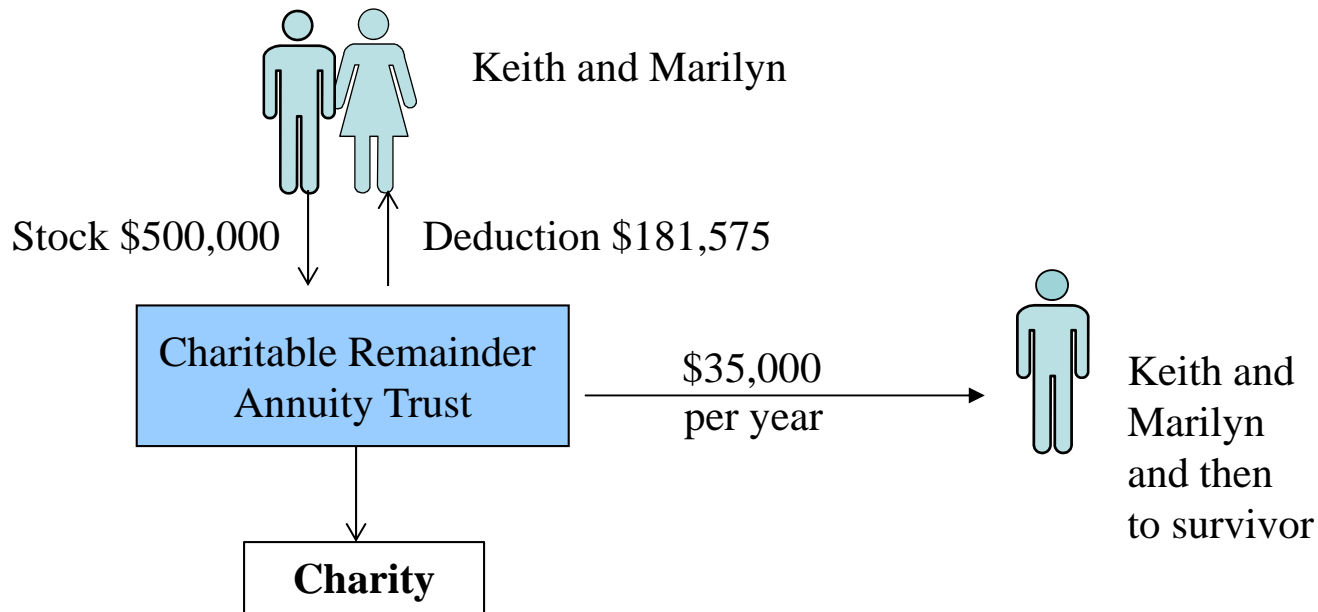 Keith and Marilyn
Stock $500,000
Deduction $181,575
Charitable Remainder
Annuity Trust
$35,000
per year
Keith and
Marilyn
and then
to survivor
Charity